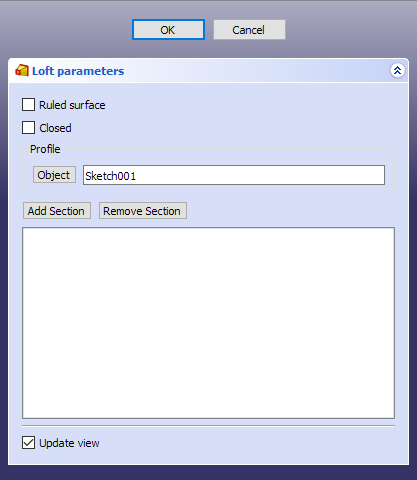 OK Cancel
Loft parameters
Ruled surface
Closed
Profile
Object Sketch001
Add Section Remove Section
Update view